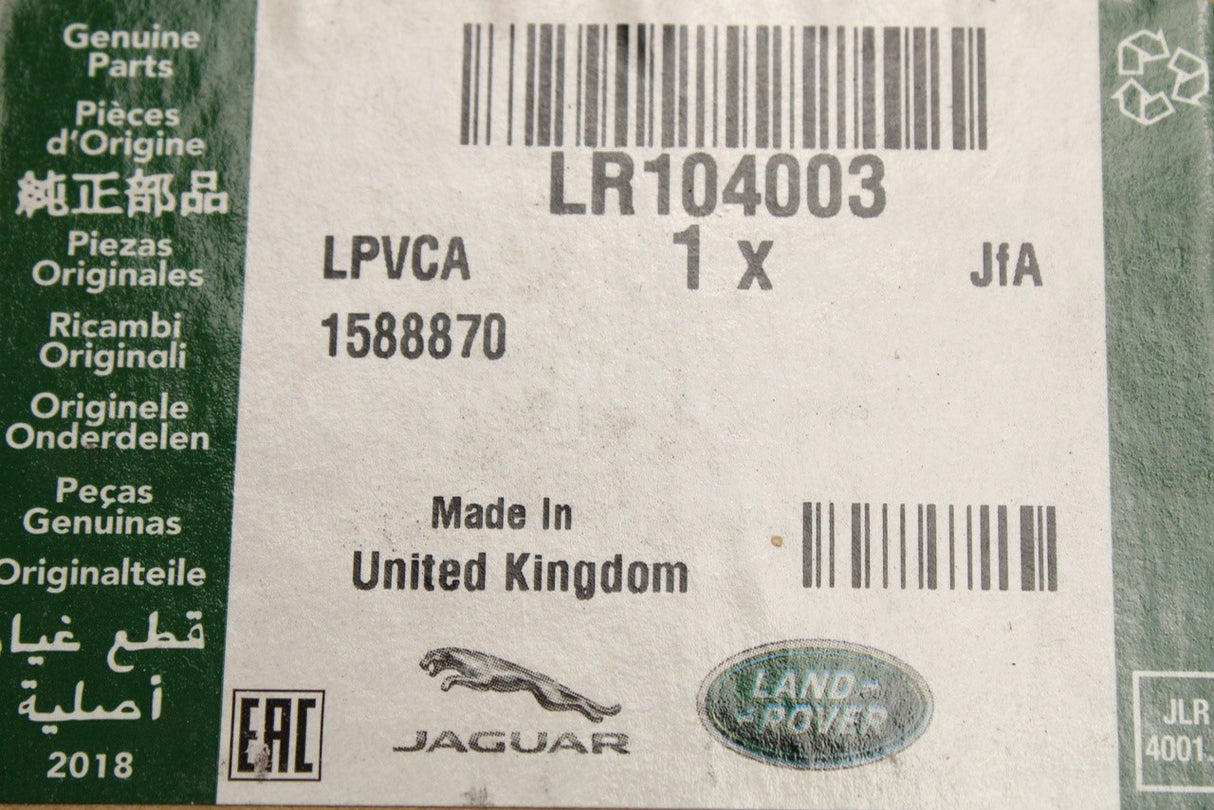 Genuine
Parts
Pièces
d'Origine
純正部品
Piezas
Originales
Ricambi
Originali
Originele
Onderdelen
Peças
Genuinas
Originalteile
قطع غيار
أصلية
2018
LR104003
LPVCA
1 x
JfA
1588870
Made In
United Kingdom
EAC
JAGUAR
LAND-
-ROVER
JLR
4001.